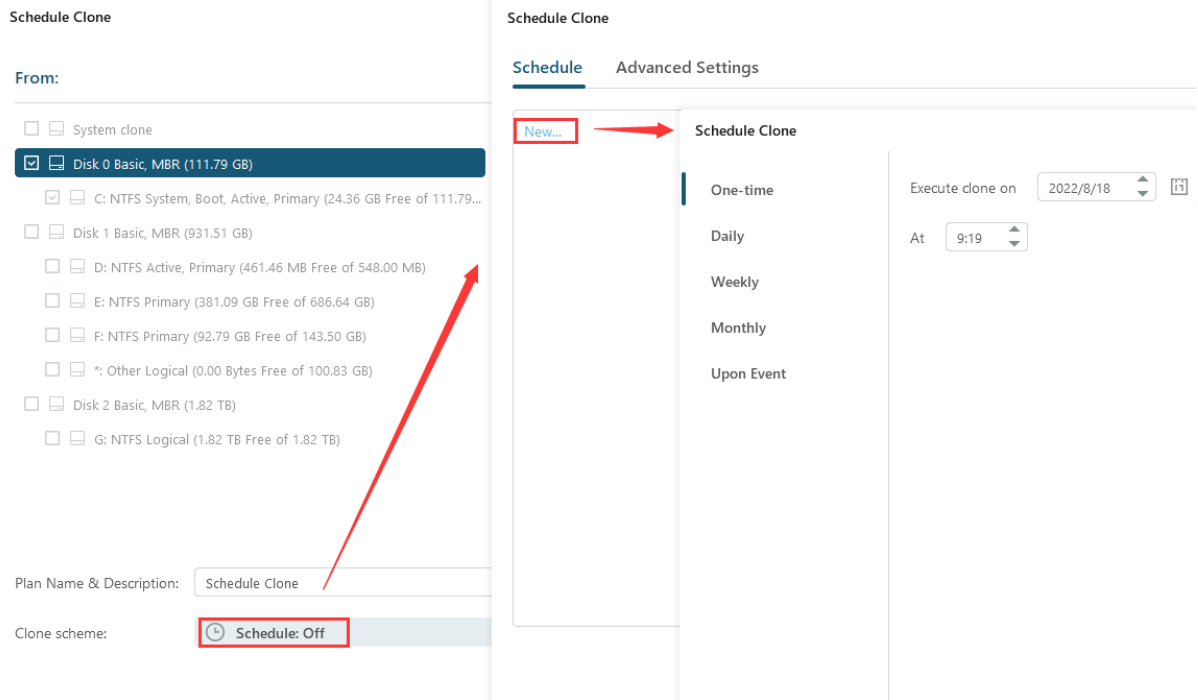 Schedule Clone
From:
System clone
Disk 0 Basic, MBR (111.79 GB)
C: NTFS System, Boot, Active, Primary (24.36 GB Free of 111.79...
Disk 1 Basic, MBR (931.51 GB)
D: NTFS Active, Primary (461.46 MB Free of 548.00 MB)
E: NTFS Primary (381.09 GB Free of 686.64 GB)
F: NTFS Primary (92.79 GB Free of 143.50 GB)
*: Other Logical (0.00 Bytes Free of 100.83 GB)
Disk 2 Basic, MBR (1.82 TB)
G: NTFS Logical (1.82 TB Free of 1.82 TB)
Plan Name & Description: Schedule Clone
Clone scheme: Schedule: Off
Schedule Clone
Schedule Advanced Settings
New...
Schedule Clone
One-time
Daily
Weekly
Monthly
Upon Event
Execute clone on 2022/8/18
At 9:19